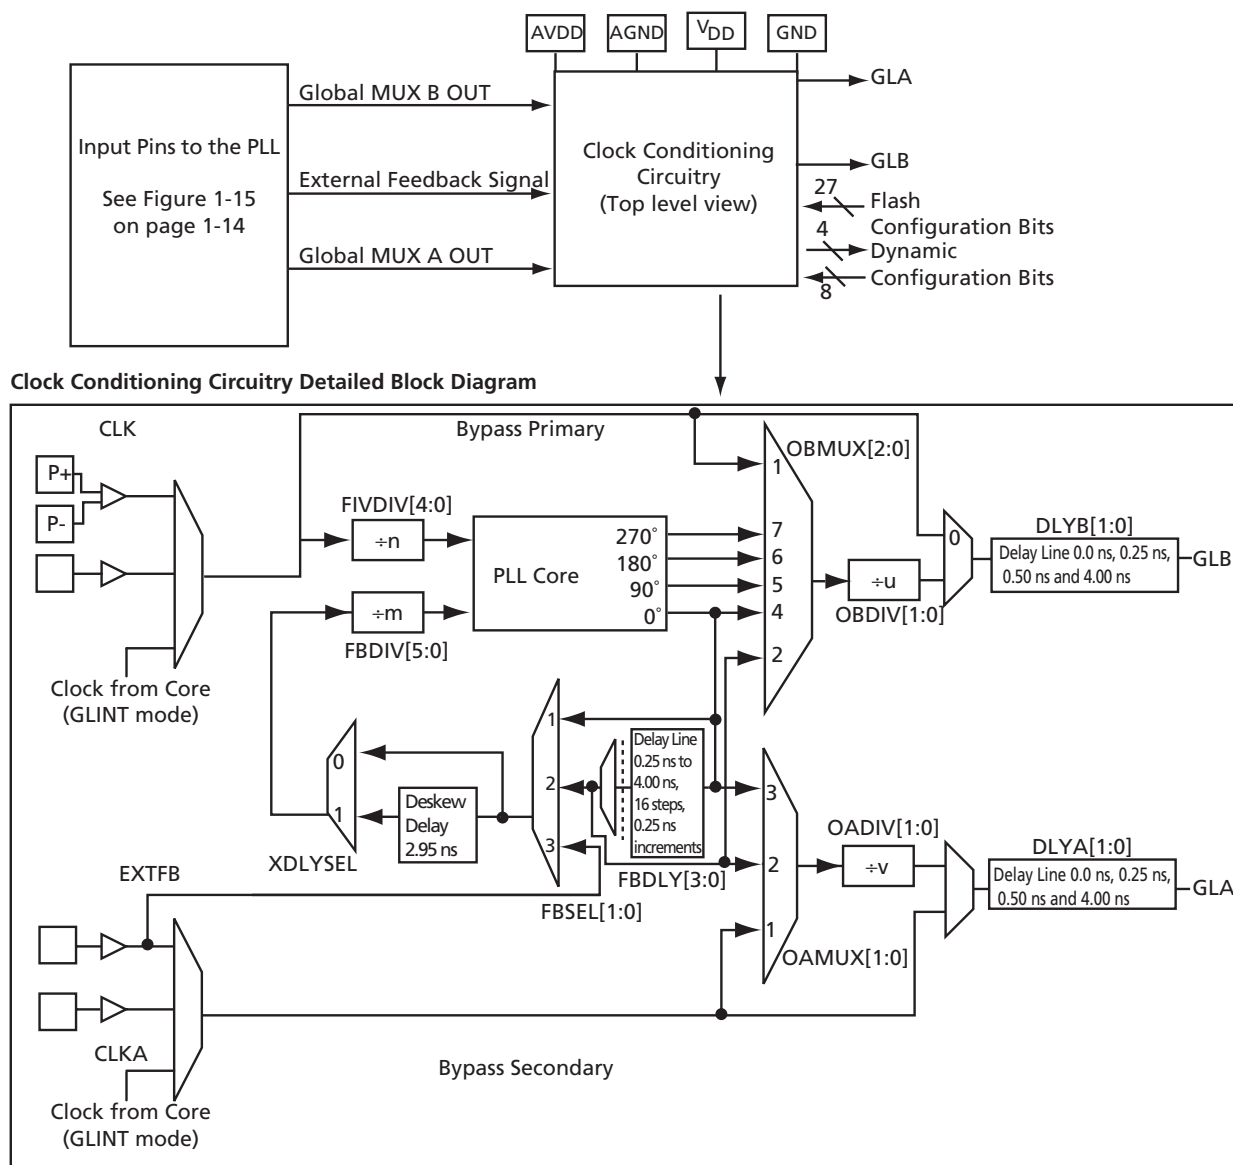 AVDD
AGND
VDD
GND
Input Pins to the PLL
See Figure 1-15
on page 1-14
Global MUX B OUT
External Feedback Signal
Global MUX A OUT
Clock Conditioning
Circuitry
(Top level view)
GLA
GLB
27
Flash
Configuration Bits
4
Dynamic
Configuration Bits
8
Clock Conditioning Circuitry Detailed Block Diagram
CLK
Bypass Primary
P+
P-
Clock from Core
(GLINT mode)
FIVDIV[4:0]
÷n
÷m
FBDIV[5:0]
PLL Core
270°
180°
90°
0°
OBMUX[2:0]
1
7
6
5
4
2
÷u
OBDIV[1:0]
0
DLYB[1:0]
Delay Line 0.0 ns, 0.25 ns,
0.50 ns and 4.00 ns
GLB
0
1
XDLYSEL
Deskew
Delay
2.95 ns
1
2
3
FBSEL[1:0]
Delay Line
0.25 ns to
4.00 ns,
16 steps,
0.25 ns
increments
FBDLY[3:0]
3
2
1
OAMUX[1:0]
OADIV[1:0]
÷v
DLYA[1:0]
Delay Line 0.0 ns, 0.25 ns,
0.50 ns and 4.00 ns
GLA
EXTFB
CLKA
Clock from Core
(GLINT mode)
Bypass Secondary